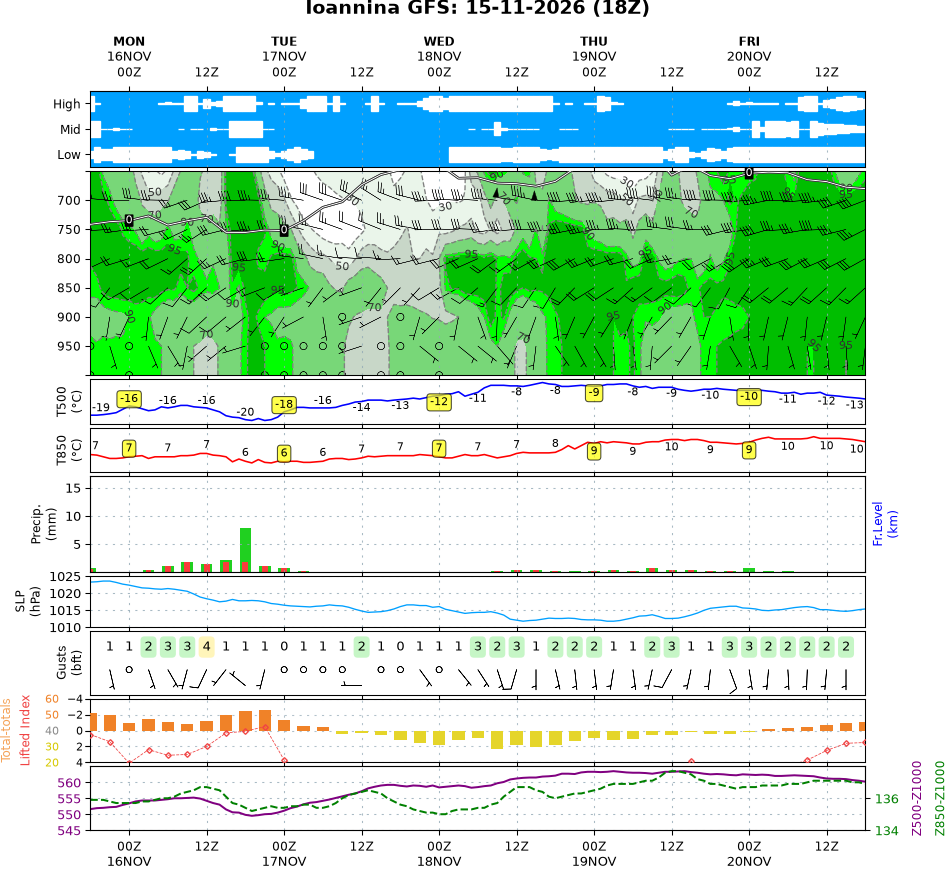 Ioannina GFS: 15-11-2026 (18Z)
MON TUE WED THU FRI
16NOV 17NOV 18NOV 19NOV 20NOV
00Z 12Z 00Z 12Z 00Z 12Z 00Z 12Z 00Z 12Z
High
Mid
Low
700
750
800
850
900
950
T500
(°C)
-19 -16 -16 -16 -20 -18 -16 -14 -13 -12 -11 -8 -8 -9 -8 -9 -10 -10 -11 -12 -13
T850
(°C)
7 7 7 7 6 6 6 7 7 7 7 7 8 9 9 10 9 9 10 10 10
Precip.
(mm)
15
10
5
Fr.Level
(km)
SLP
(hPa)
1025
1020
1015
1010
Gusts
(bft)
1 1 2 3 3 4 1 1 1 0 1 1 1 2 1 0 1 1 1 3 2 3 1 2 2 2 1 1 2 3 1 1 3 3 2 2 2 2 2
Total-totals
Lifted Index
60 −4
50 −2
40 0
30 2
20 4
560
555
550
545
136
134
Z500-Z1000
Z850-Z1000
00Z 12Z 00Z 12Z 00Z 12Z 00Z 12Z 00Z 12Z
16NOV 17NOV 18NOV 19NOV 20NOV